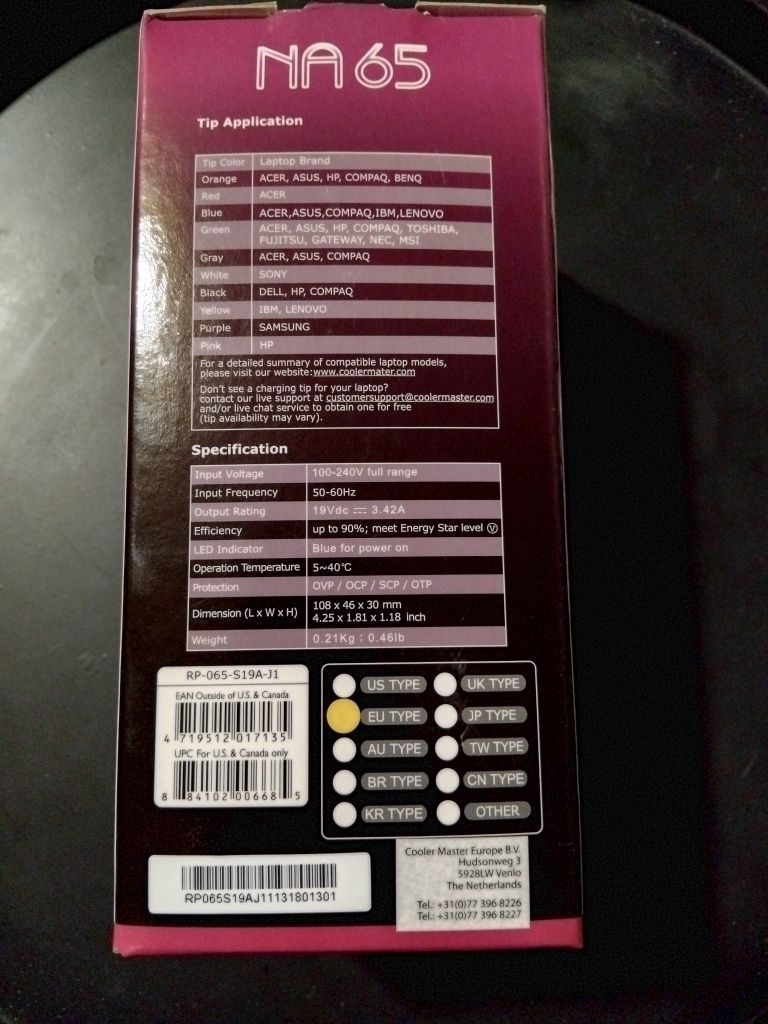 NA 65
Tip Application
Tip Color Laptop Brand
Orange ACER, ASUS, HP, COMPAQ, BENQ
Red ACER
Blue ACER,ASUS,COMPAQ,IBM,LENOVO
Green ACER, ASUS, HP, COMPAQ, TOSHIBA,
FUJITSU, GATEWAY, NEC, MSI
Gray ACER, ASUS, COMPAQ
White SONY
Black DELL, HP, COMPAQ
Yellow IBM, LENOVO
Purple SAMSUNG
Pink HP
For a detailed summary of compatible laptop models,
please visit our website:www.coolermater.com
Don't see a charging tip for your laptop?
contact our live support at customersupport@coolermaster.com
and/or live chat service to obtain one for free
(tip availability may vary).
Specification
Input Voltage 100-240V full range
Input Frequency 50-60Hz
Output Rating 19Vdc ⎓ 3.42A
Efficiency up to 90%; meet Energy Star level Ⓥ
LED Indicator Blue for power on
Operation Temperature 5~40℃
Protection OVP / OCP / SCP / OTP
Dimension (L x W x H) 108 x 46 x 30 mm
4.25 x 1.81 x 1.18 inch
Weight 0.21Kg ; 0.46lb
RP-065-S19A-J1
EAN Outside of U.S. & Canada
4 719512 017135
UPC For U.S. & Canada only
8 84102 00668 5
US TYPE UK TYPE
EU TYPE JP TYPE
AU TYPE TW TYPE
BR TYPE CN TYPE
KR TYPE OTHER
RP065S19AJ11131801301
Cooler Master Europe B.V.
Hudsonweg 3
5928LW Venlo
The Netherlands
Tel.: +31(0)77 396 8226
Tel.: +31(0)77 396 8227